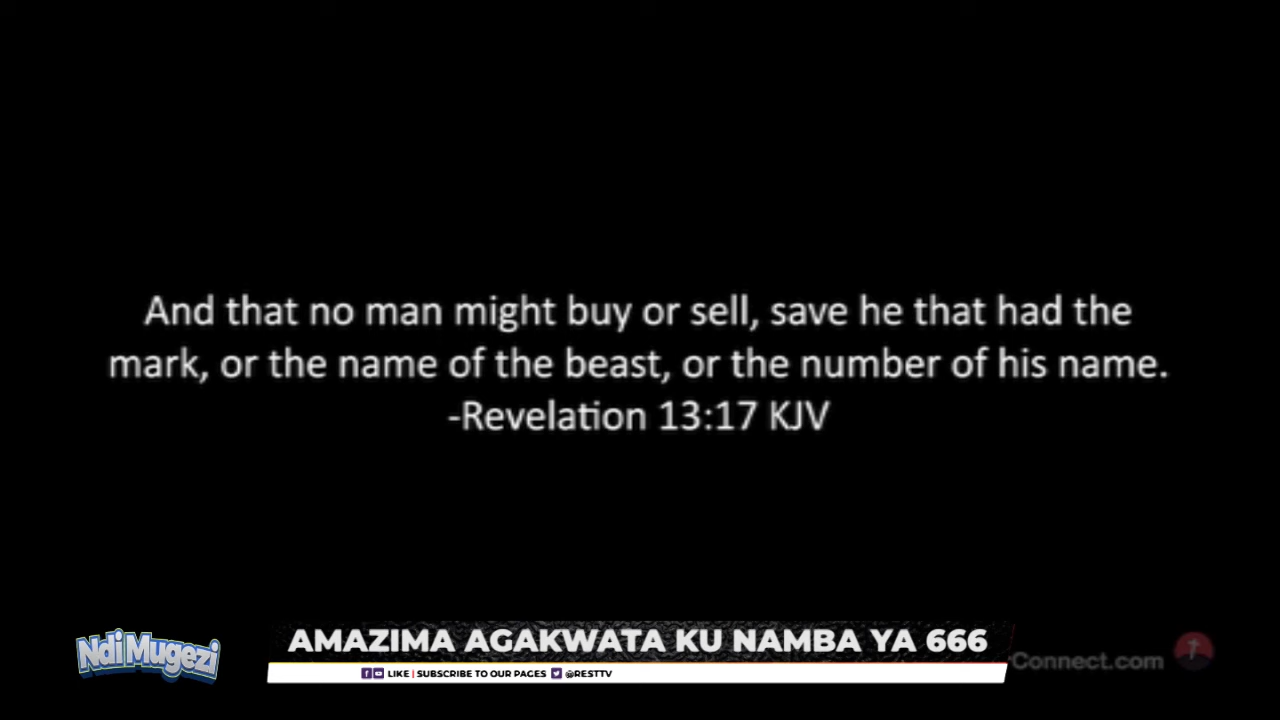 And that no man might buy or sell, save he that had the
mark, or the name of the beast, or the number of his name.
-Revelation 13:17 KJV
Ndi Mugezi
AMAZIMA AGAKWATA KU NAMBA YA 666
LIKE | SUBSCRIBE TO OUR PAGES @RESTTV
Connect.com